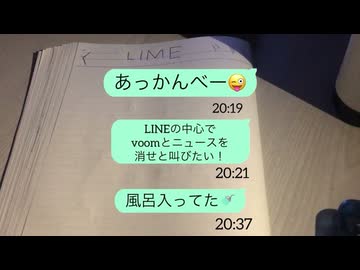 LIME
あっかんべー😜
20:19
LINEの中心で
voomとニュースを
消せと叫びたい！
20:21
風呂入ってた🚿
20:37